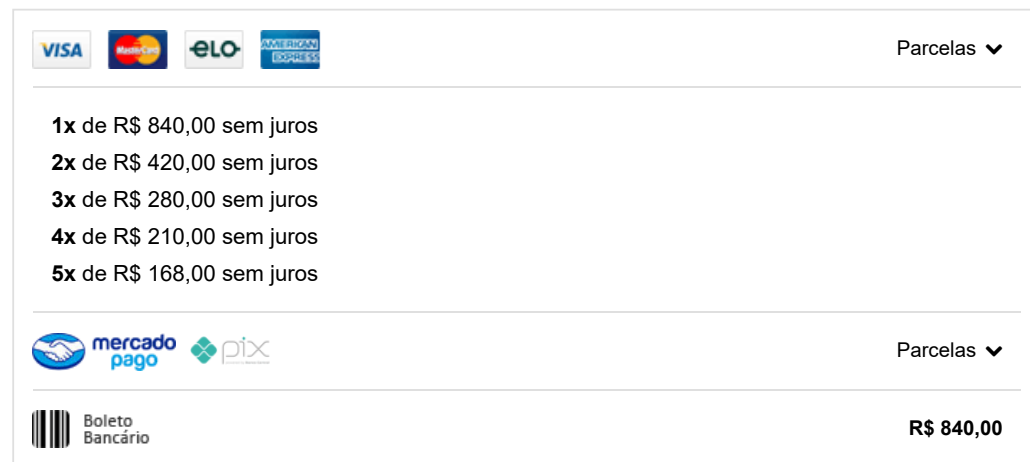 VISA MasterCard elo AMERICAN EXPRESS Parcelas
1x de R$ 840,00 sem juros
2x de R$ 420,00 sem juros
3x de R$ 280,00 sem juros
4x de R$ 210,00 sem juros
5x de R$ 168,00 sem juros
mercado pago pix Parcelas
Boleto Bancário R$ 840,00